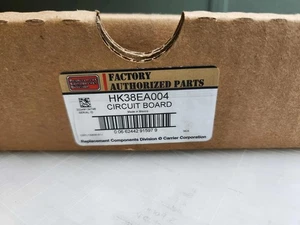 FACTORY
AUTHORIZED PARTS
HK38EA004
CIRCUIT BOARD
Replacement Components Division © Carrier Corporation